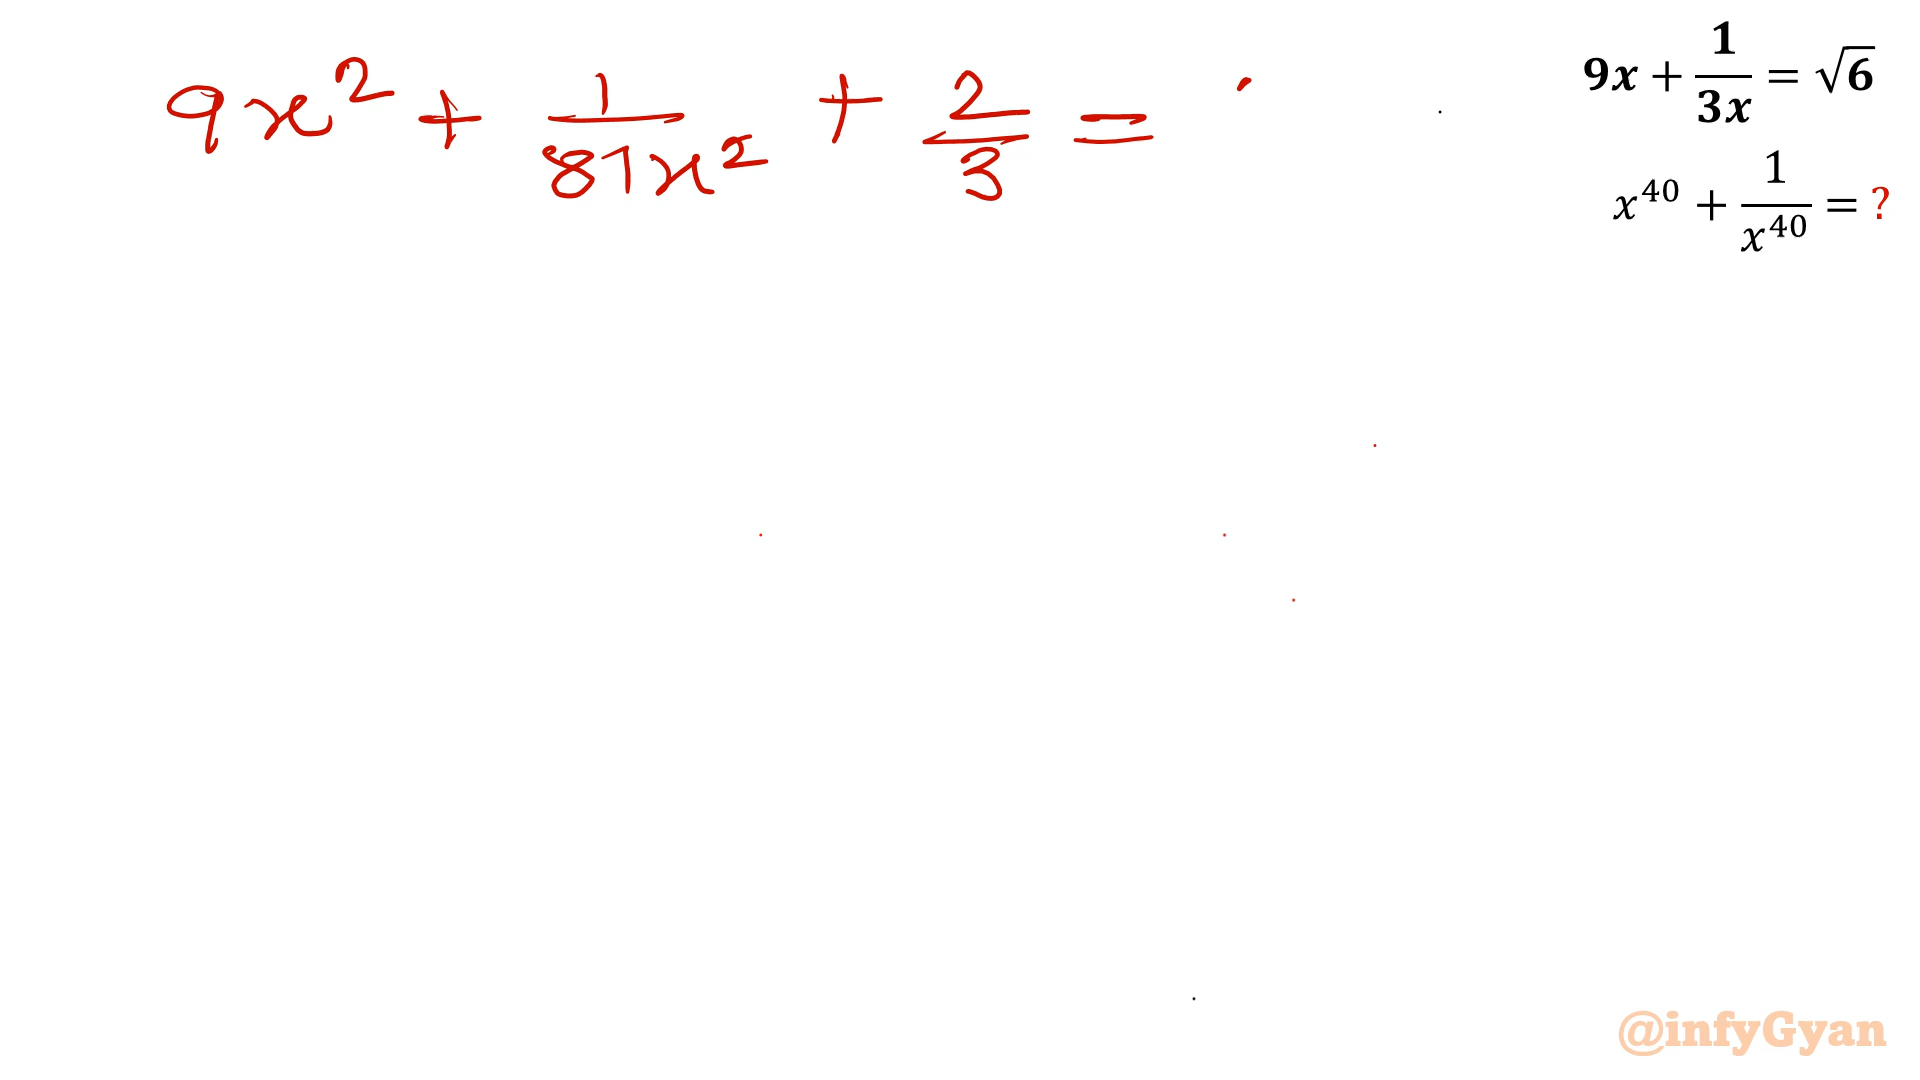 9x² + 1/81x² + 2/3 =
9x + 1/3x = √6
x⁴⁰ + 1/x⁴⁰ = ?
@infyGyan